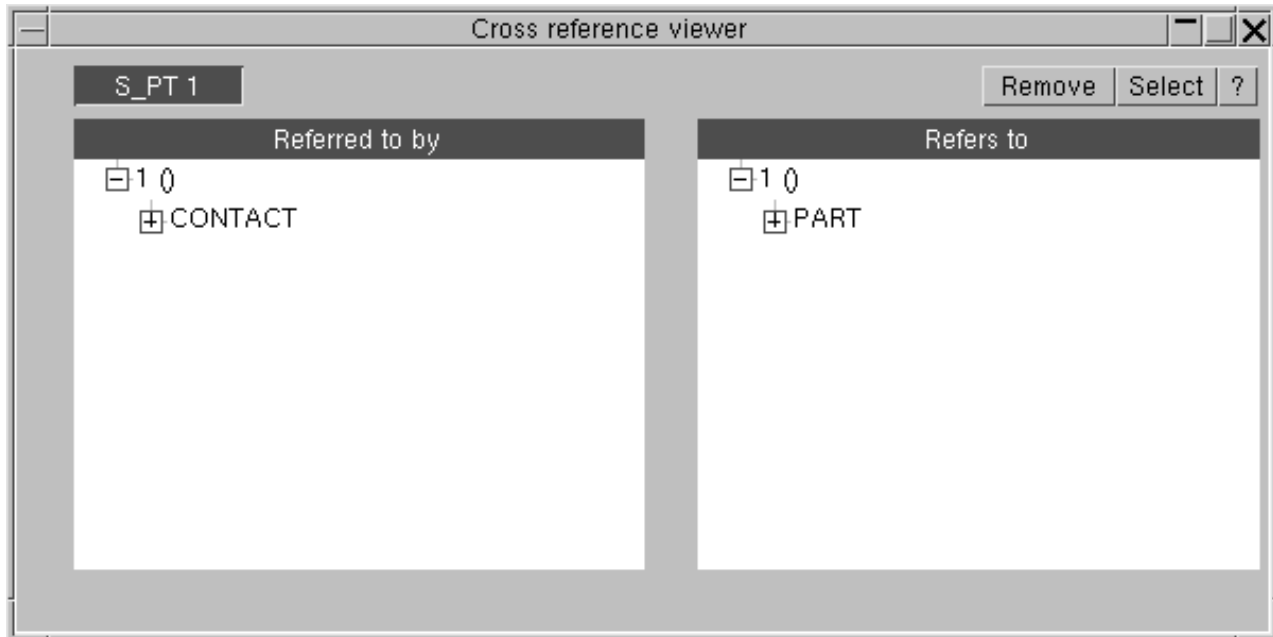 Cross reference viewer
S_PT 1
Remove Select ?
Referred to by
Refers to
1 ()
CONTACT
1 ()
PART